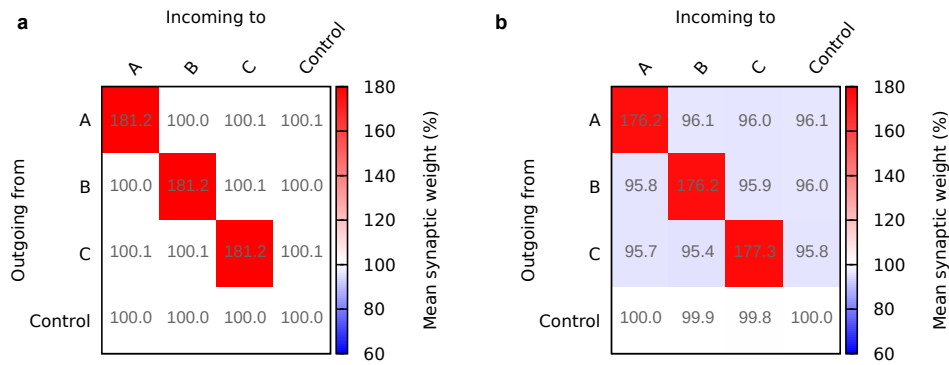 a
Incoming to
A B C Control
Outgoing from
A 181.2 100.0 100.1 100.1
B 100.0 181.2 100.1 100.0
C 100.1 100.1 181.2 100.1
Control 100.0 100.0 100.0 100.0
180
160
140
120
100
80
60
Mean synaptic weight (%)
b
Incoming to
A B C Control
Outgoing from
A 176.2 96.1 96.0 96.1
B 95.8 176.2 95.9 96.0
C 95.7 95.4 177.3 95.8
Control 100.0 99.9 99.8 100.0
180
160
140
120
100
80
60
Mean synaptic weight (%)